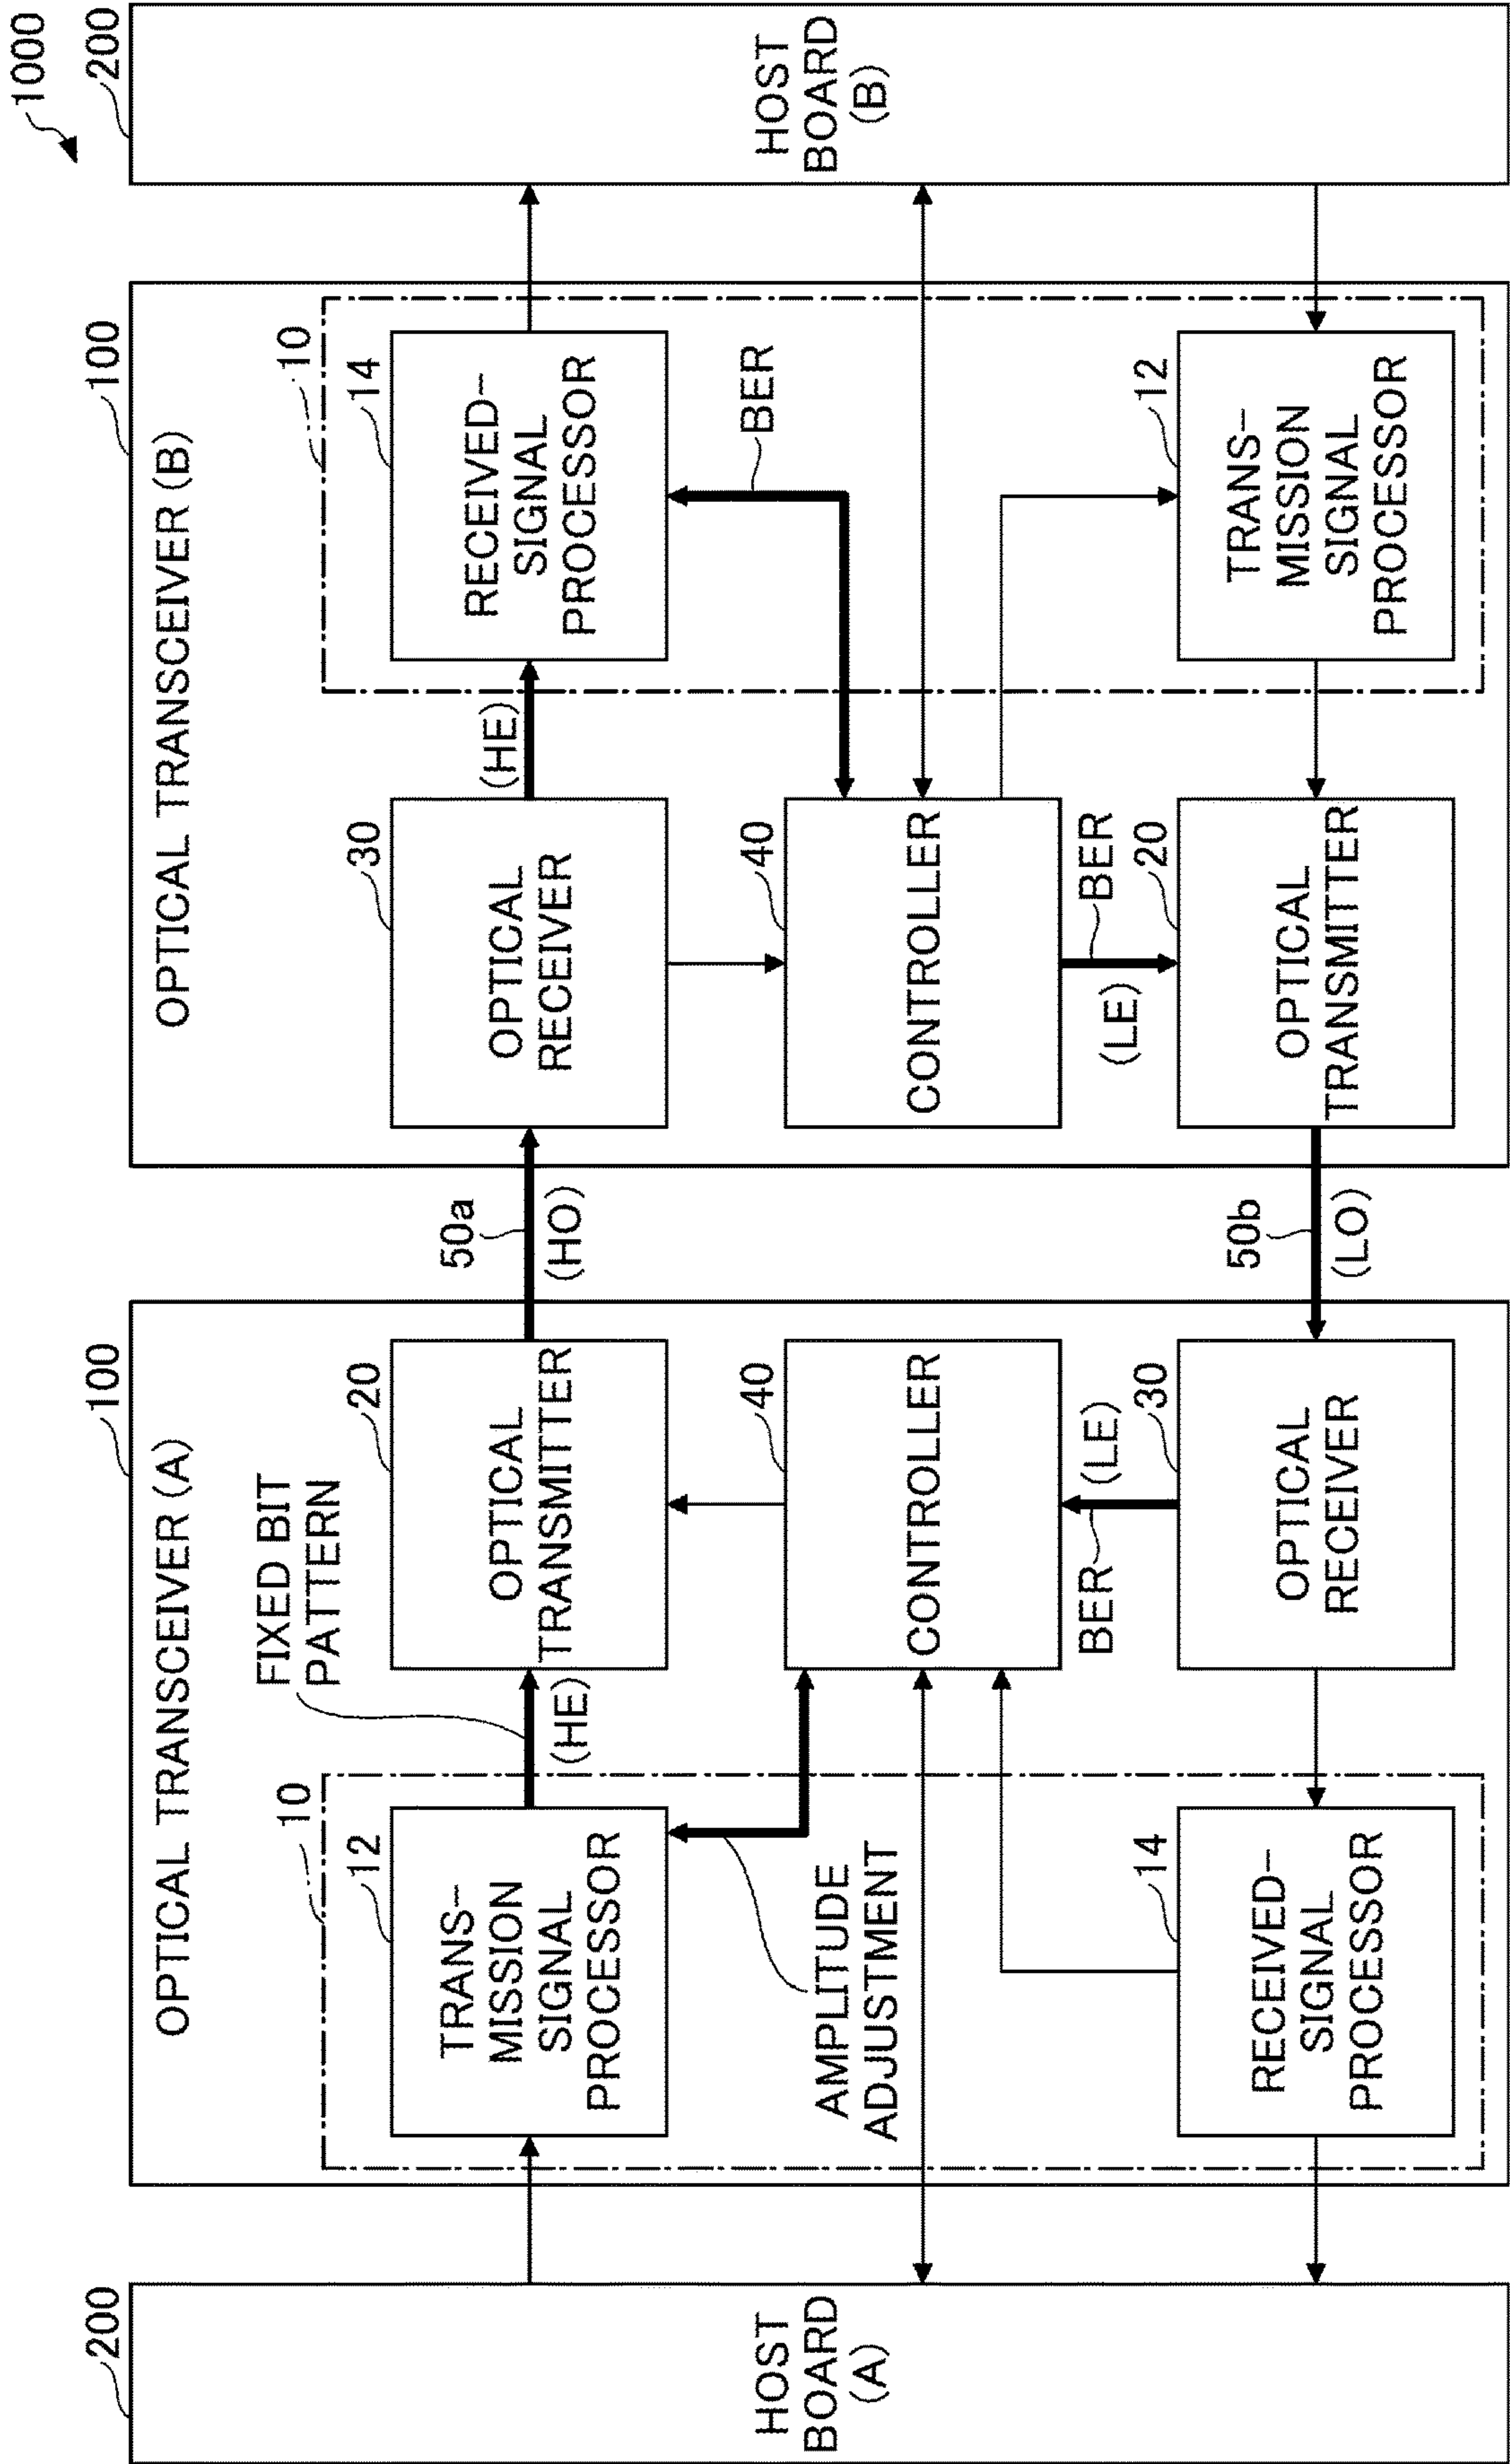 1000
200
HOST
BOARD
(A)
100
OPTICAL TRANSCEIVER (A)
10
12
TRANS-
MISSION
SIGNAL
PROCESSOR
FIXED BIT
PATTERN
(HE)
20
OPTICAL
TRANSMITTER
AMPLITUDE
ADJUSTMENT
40
CONTROLLER
BER
(LE)
14
RECEIVED-
SIGNAL
PROCESSOR
30
OPTICAL
RECEIVER
50a
(HO)
50b
(LO)
100
OPTICAL TRANSCEIVER (B)
30
OPTICAL
RECEIVER
(HE)
10
14
RECEIVED-
SIGNAL
PROCESSOR
BER
40
CONTROLLER
(LE)
BER
20
OPTICAL
TRANSMITTER
12
TRANS-
MISSION
SIGNAL
PROCESSOR
200
HOST
BOARD
(B)